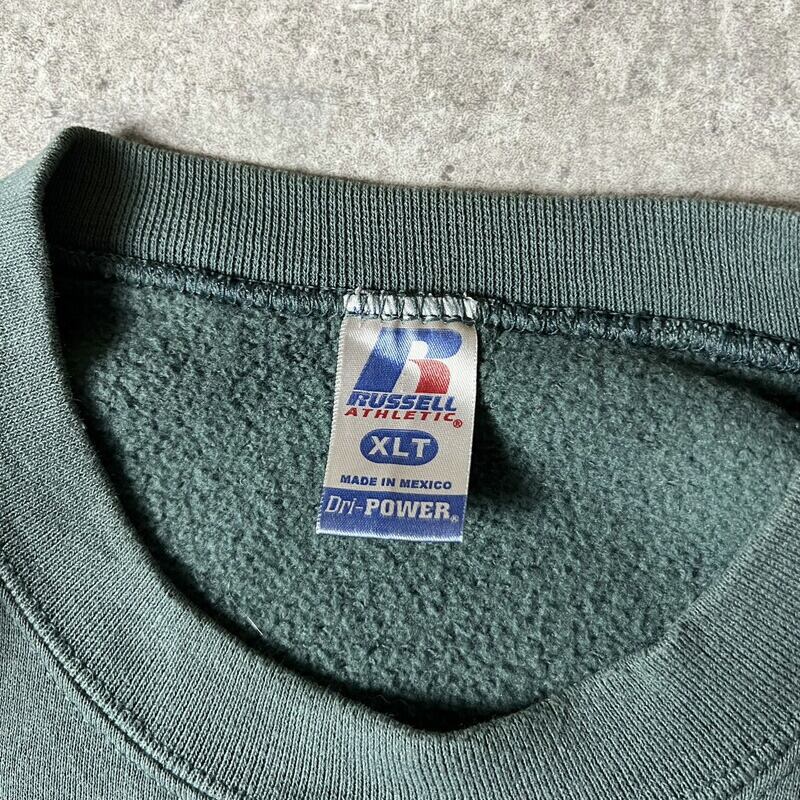 R
RUSSELL
ATHLETIC®
XLT
MADE IN MEXICO
Dri-POWER®